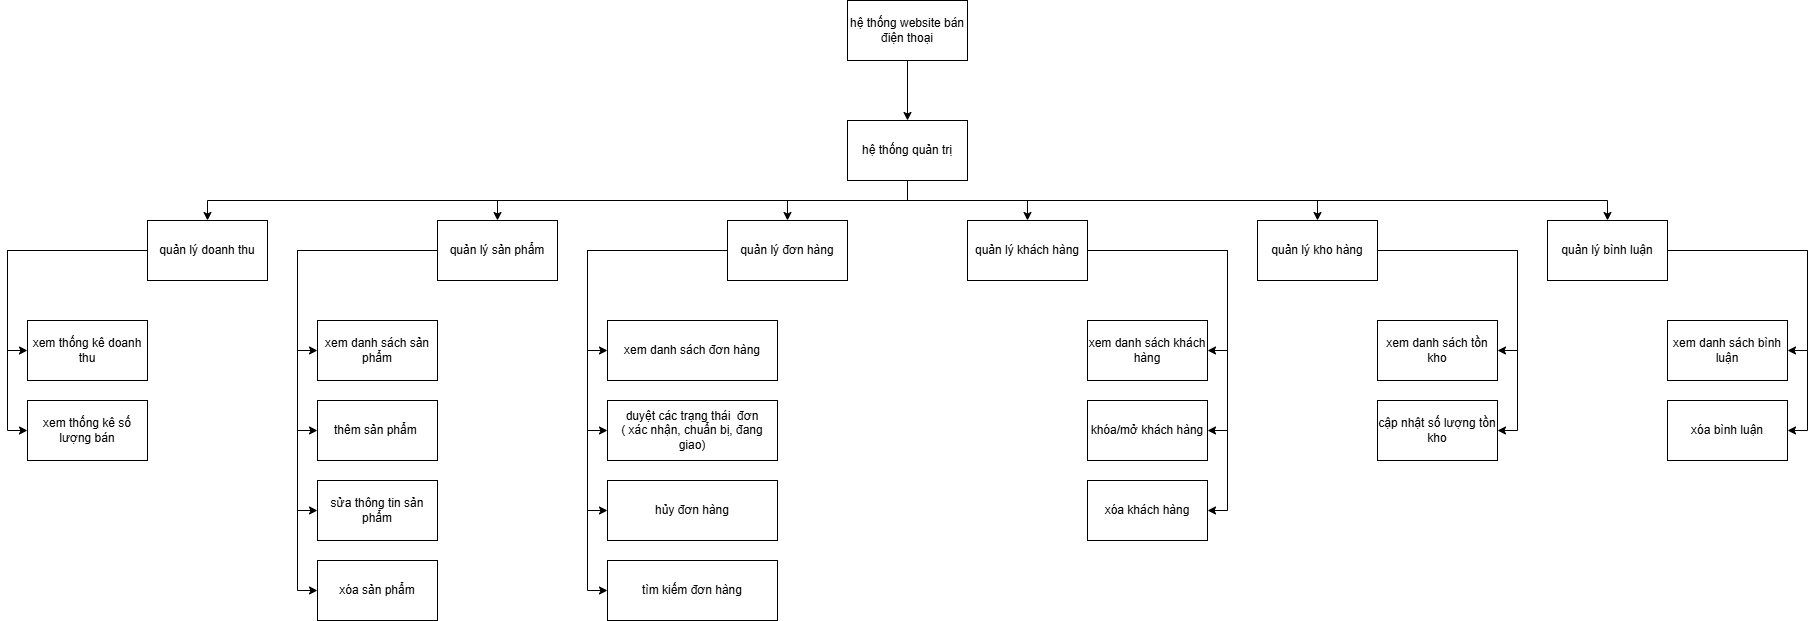 hệ thống website bán
điện thoại
hệ thống quản trị
quản lý doanh thu
quản lý sản phẩm
quản lý đơn hàng
quản lý khách hàng
quản lý kho hàng
quản lý bình luận
xem thống kê doanh
thu
xem danh sách sản
phẩm
xem danh sách đơn hàng
xem danh sách khách
hàng
xem danh sách tồn
kho
xem danh sách bình
luận
xem thống kê số
lượng bán
thêm sản phẩm
duyệt các trạng thái  đơn
( xác nhận, chuẩn bị, đang
giao)
khóa/mở khách hàng
cập nhật số lượng tồn
kho
xóa bình luận
sửa thông tin sản
phẩm
hủy đơn hàng
xóa khách hàng
xóa sản phẩm
tìm kiếm đơn hàng